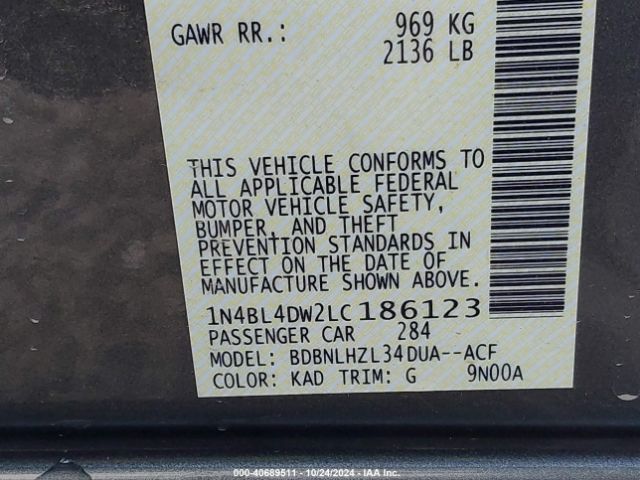 GAWR RR.: 969 KG
2136 LB
THIS VEHICLE CONFORMS TO
ALL APPLICABLE FEDERAL
MOTOR VEHICLE SAFETY,
BUMPER, AND THEFT
PREVENTION STANDARDS IN
EFFECT ON THE DATE OF
MANUFACTURE SHOWN ABOVE.
1N4BL4DW2LC186123
PASSENGER CAR 284
MODEL: BDBNLHZL34DUA--ACF
COLOR: KAD TRIM: G 9N00A
000-40689511 - 10/24/2024 - IAA Inc.